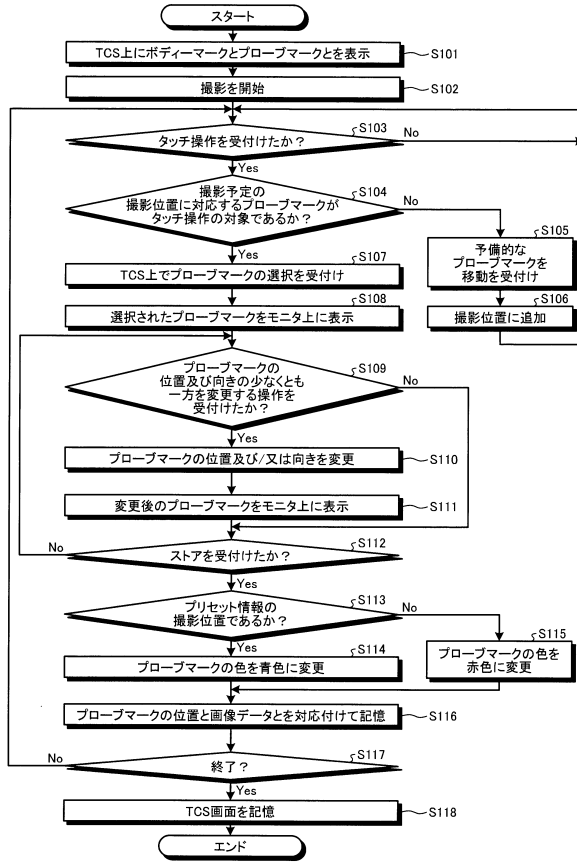 スタート
TCS上にボディーマークとプローブマークとを表示
S101
撮影を開始
S102
タッチ操作を受付けたか？
S103
No
Yes
撮影予定の
撮影位置に対応するプローブマークが
タッチ操作の対象であるか？
S104
No
Yes
予備的な
プローブマークを
移動を受付け
S105
撮影位置に追加
S106
TCS上でプローブマークの選択を受付け
S107
選択されたプローブマークをモニタ上に表示
S108
プローブマークの
位置及び向きの少なくとも
一方を変更する操作を
受付けたか？
S109
No
Yes
プローブマークの位置及び/又は向きを変更
S110
変更後のプローブマークをモニタ上に表示
S111
ストアを受付けたか？
S112
No
Yes
プリセット情報の
撮影位置であるか？
S113
No
Yes
プローブマークの色を青色に変更
S114
プローブマークの色を
赤色に変更
S115
プローブマークの位置と画像データとを対応付けて記憶
S116
終了？
S117
No
Yes
TCS画面を記憶
S118
エンド